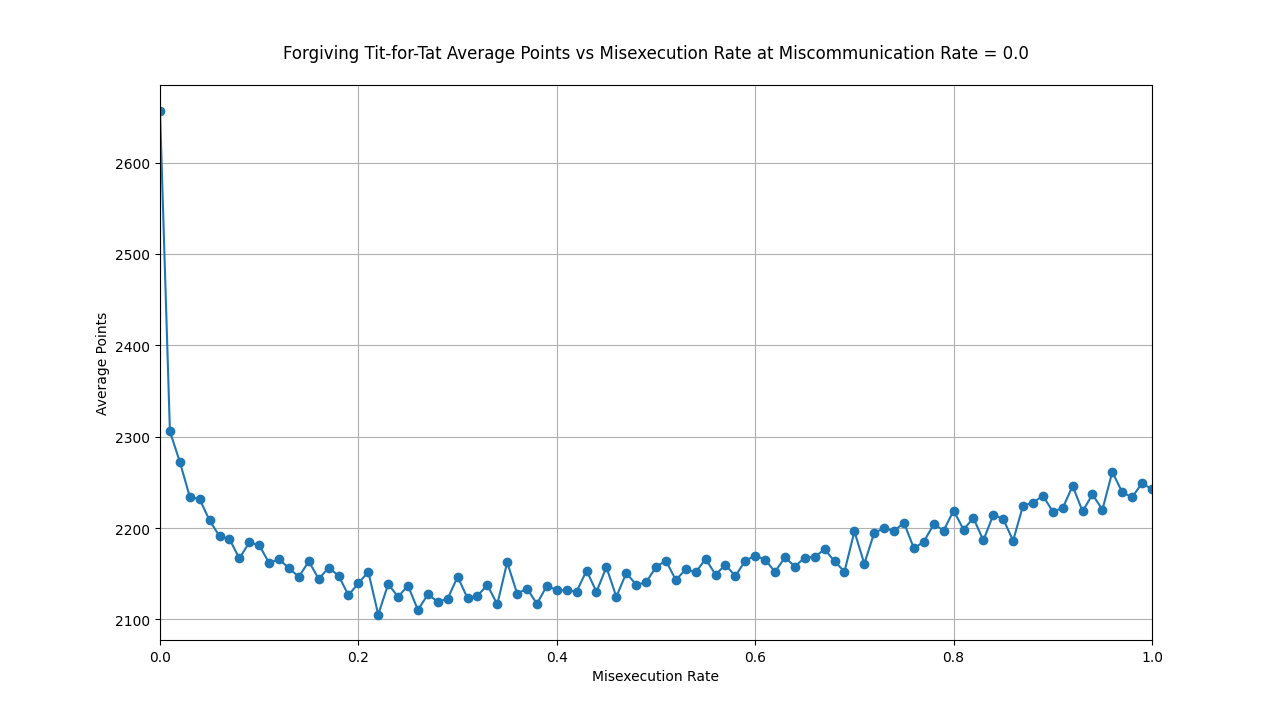 Forgiving Tit-for-Tat Average Points vs Misexecution Rate at Miscommunication Rate = 0.0
2600
2500
2400
2300
2200
2100
Average Points
0.0 0.2 0.4 0.6 0.8 1.0
Misexecution Rate